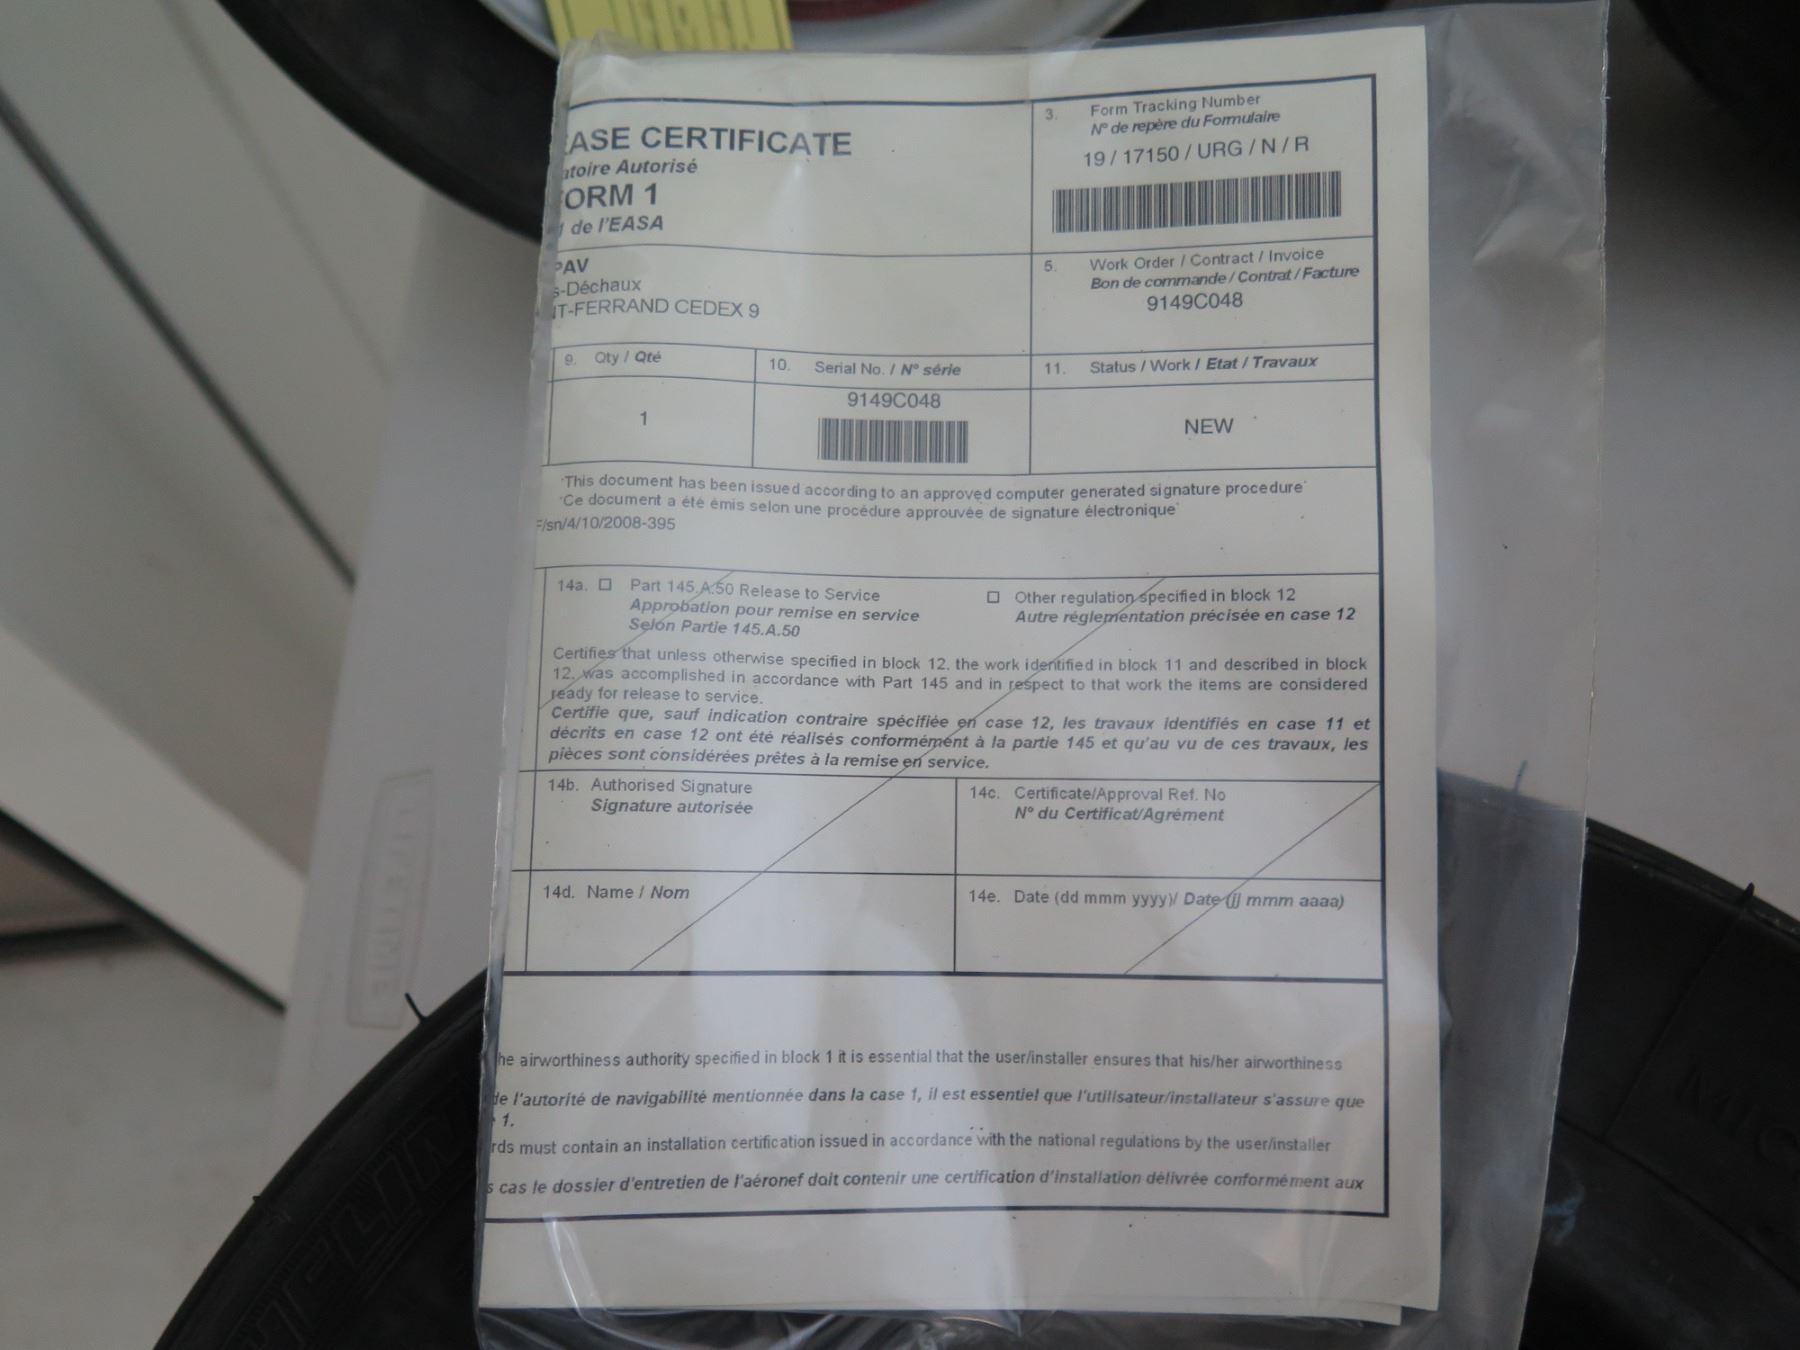 EASE CERTIFICATE
atoire Autorisé
FORM 1
1 de l'EASA
3. Form Tracking Number
N° de repère du Formulaire
19 / 17150 / URG / N / R
PAV
s-Déchaux
NT-FERRAND CEDEX 9
5. Work Order / Contract / Invoice
Bon de commande / Contrat / Facture
9149C048
9. Qty / Qté
10. Serial No. / N° série
11. Status / Work / Etat / Travaux
1
9149C048
NEW
"This document has been issued according to an approved computer generated signature procedure"
"Ce document a été émis selon une procédure approuvée de signature électronique"
F/sn/4/10/2008-395
14a. □ Part 145.A.50 Release to Service
Approbation pour remise en service
Selon Partie 145.A.50
□ Other regulation specified in block 12
Autre réglementation précisée en case 12
Certifies that unless otherwise specified in block 12, the work identified in block 11 and described in block
12, was accomplished in accordance with Part 145 and in respect to that work the items are considered
ready for release to service.
Certifie que, sauf indication contraire spécifiée en case 12, les travaux identifiés en case 11 et
décrits en case 12 ont été réalisés conformément à la partie 145 et qu'au vu de ces travaux, les
pièces sont considérées prêtes à la remise en service.
14b. Authorised Signature
Signature autorisée
14c. Certificate/Approval Ref. No
N° du Certificat/Agrément
14d. Name / Nom
14e. Date (dd mmm yyyy)/ Date (jj mmm aaaa)
he airworthiness authority specified in block 1 it is essential that the user/installer ensures that his/her airworthiness
de l'autorité de navigabilité mentionnée dans la case 1, il est essentiel que l'utilisateur/installateur s'assure que
1.
rds must contain an installation certification issued in accordance with the national regulations by the user/installer
s cas le dossier d'entretien de l'aéronef doit contenir une certification d'installation délivrée conformément aux
HELIN
MIC